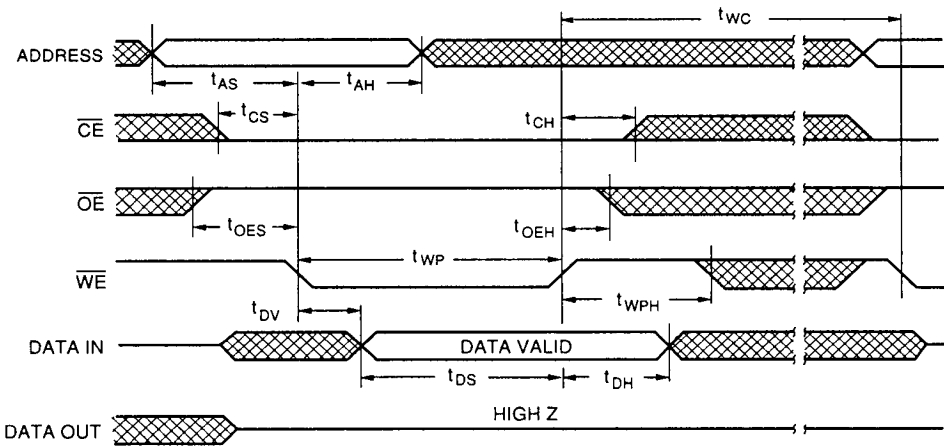 tWC
ADDRESS
tAS
tAH
tCS
CE
tCH
OE
tOES
tOEH
tWP
WE
tDV
tWPH
DATA IN
DATA VALID
tDS
tDH
HIGH Z
DATA OUT